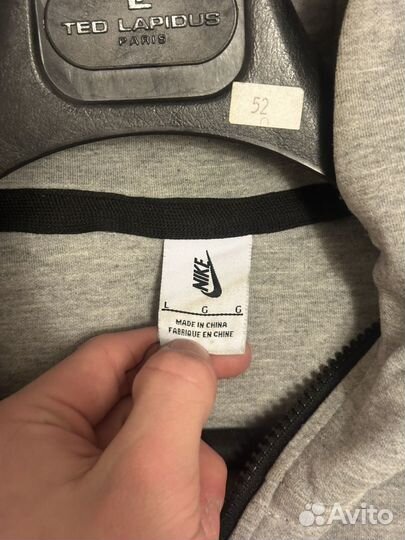 L
TED LAPIDUS
PARIS
52
NIKE
L G G
MADE IN CHINA
FABRIQUE EN CHINE
Avito